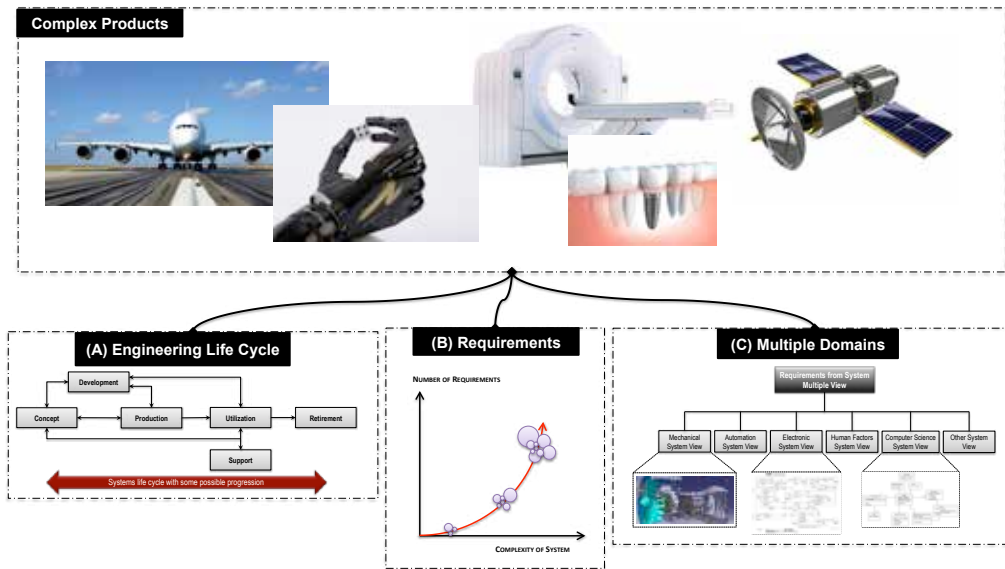 Complex Products
(A) Engineering Life Cycle
Development
Concept
Production
Utilization
Retirement
Support
Systems life cycle with some possible progression
(B) Requirements
NUMBER OF REQUIREMENTS
COMPLEXITY OF SYSTEM
(C) Multiple Domains
Requirements from System
Multiple View
Mechanical
System View
Automation
System View
Electronic
System View
Human Factors
System View
Computer Science
System View
Other System
View